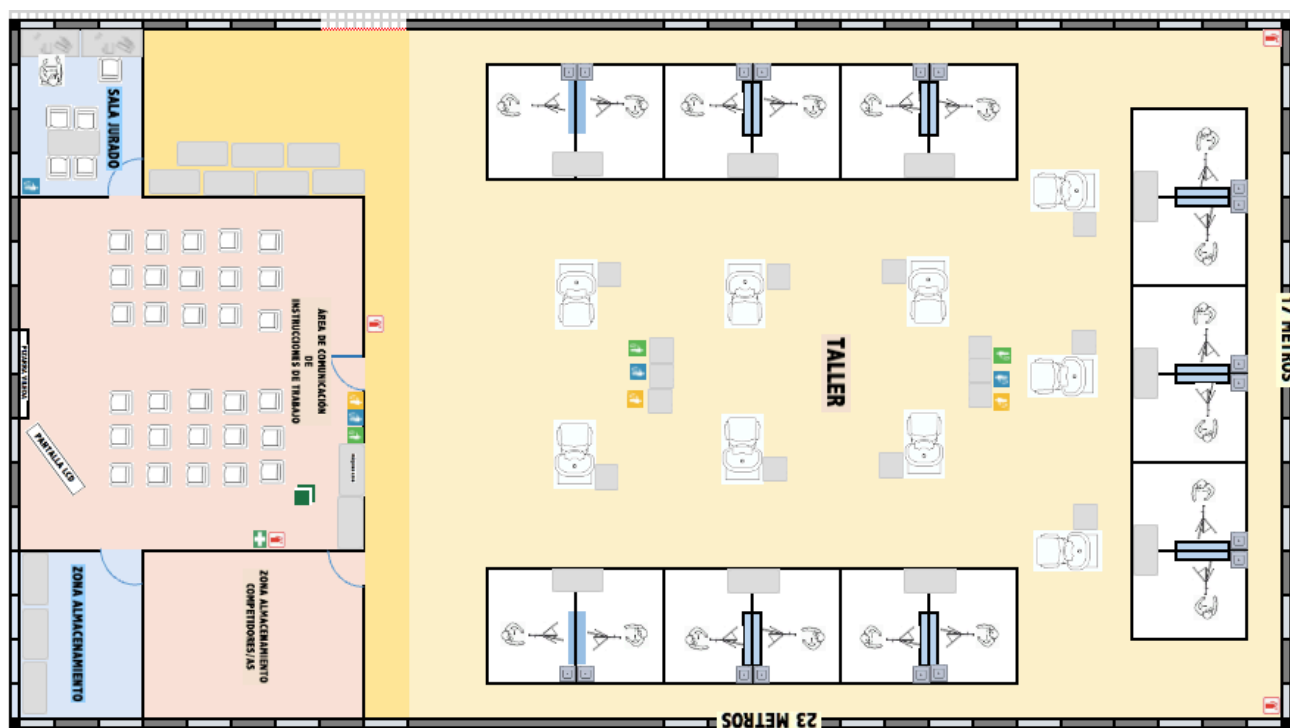 SALA JURADO
ÁREA DE COMUNICACIÓN
DE
INSTRUCCIONES DE TRABAJO
PIZARRA VILEDA
PANTALLA LCD
ZONA ALMACENAMIENTO
ZONA ALMACENAMIENTO
COMPETIDORES/AS
TALLER
17 METROS
23 METROS